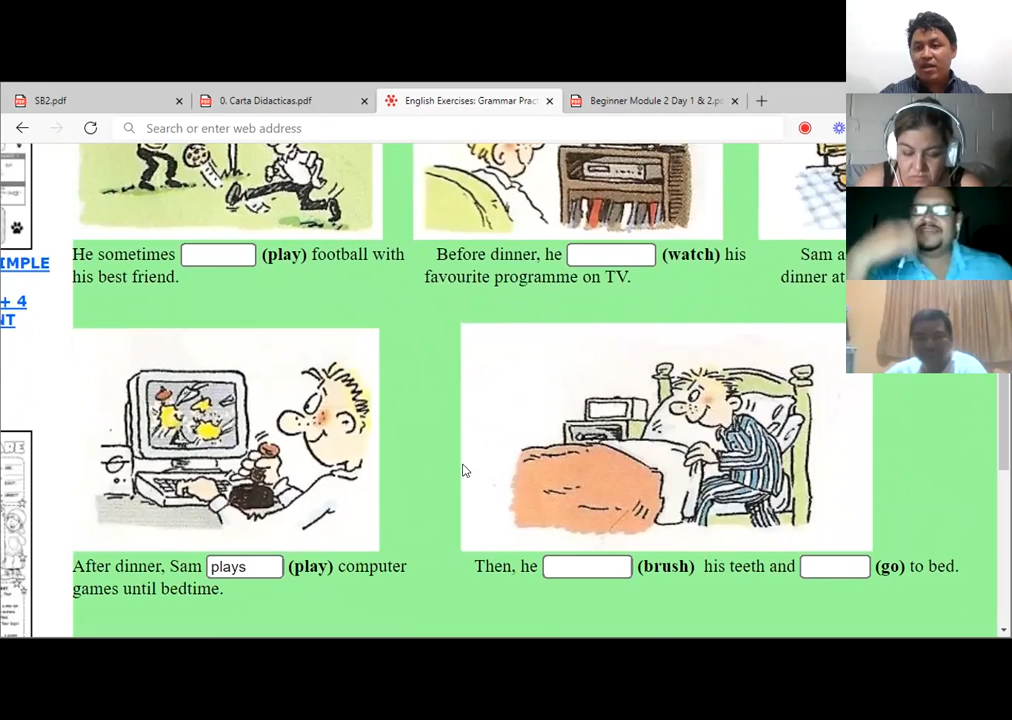 SB2.pdf
0. Carta Didacticas.pdf
English Exercises: Grammar Prac
Beginner Module 2 Day 1 & 2.p
Search or enter web address
IMPLE
+ 4
NT
He sometimes (play) football with
his best friend.
Before dinner, he (watch) his
favourite programme on TV.
Sam a
dinner at
After dinner, Sam plays (play) computer
games until bedtime.
Then, he (brush) his teeth and (go) to bed.